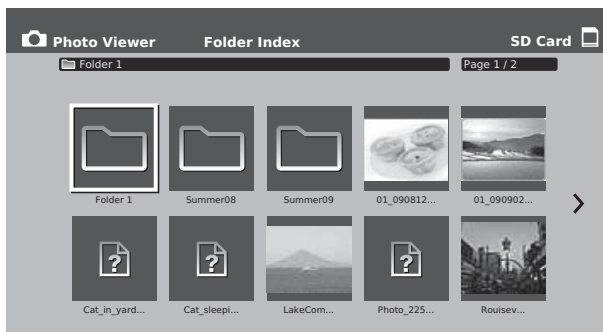 Photo Viewer Folder Index SD Card
Folder 1 Page 1 / 2
Folder 1 Summer08 Summer09 01_090812... 01_090902...
? ? ?
Cat_in_yard... Cat_sleepi... LakeCom... Photo_225... Rouisev...